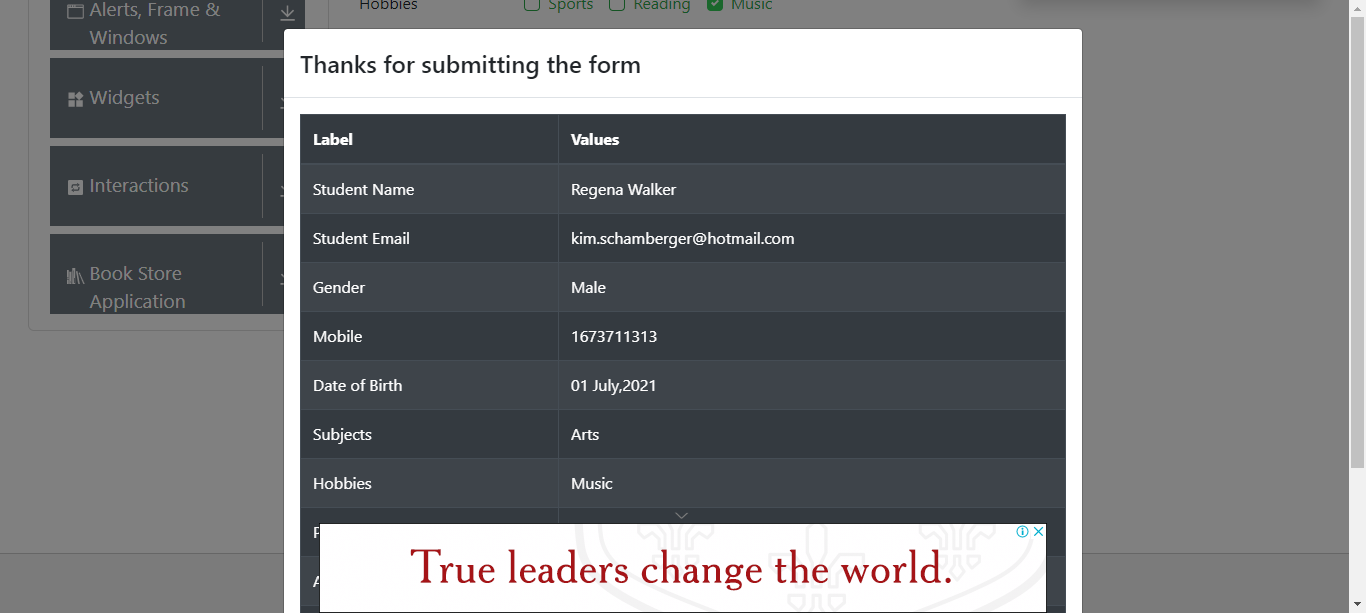 Hobbies Sports Reading Music
Alerts, Frame &
Windows
Widgets
Interactions
Book Store
Application
Thanks for submitting the form
Label Values
Student Name Regena Walker
Student Email kim.schamberger@hotmail.com
Gender Male
Mobile 1673711313
Date of Birth 01 July,2021
Subjects Arts
Hobbies Music
True leaders change the world.